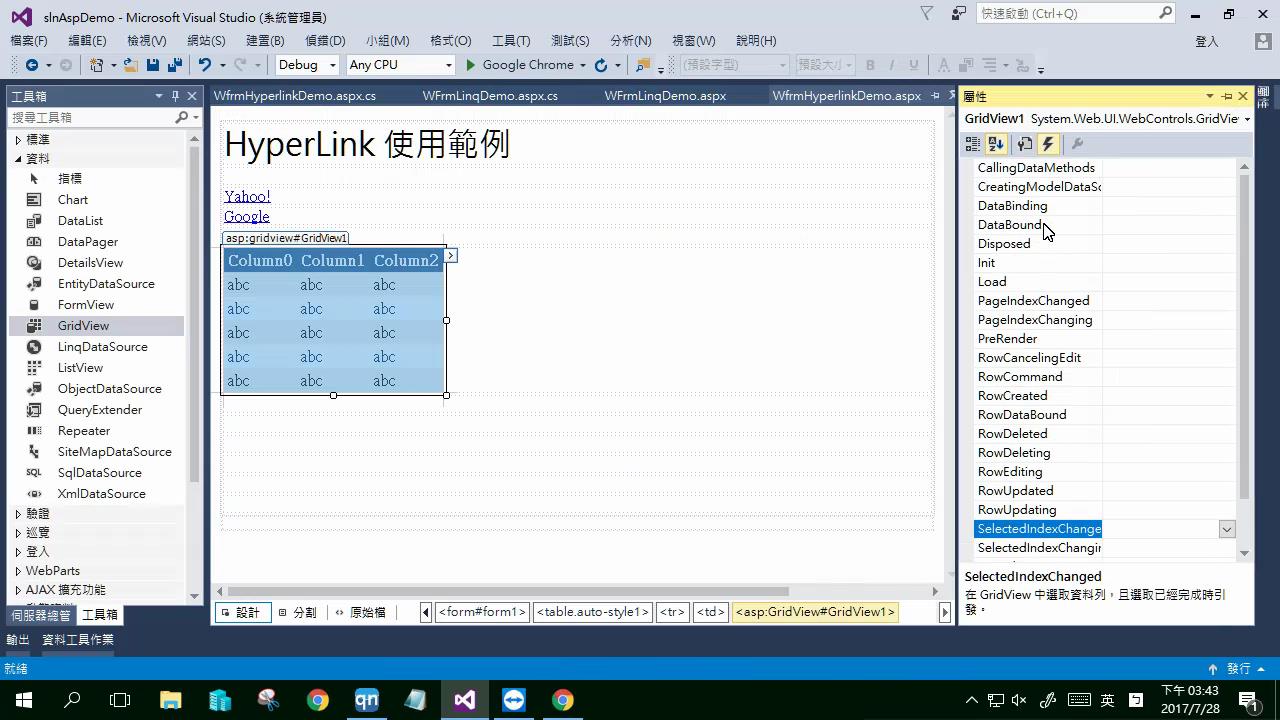 slnAspDemo - Microsoft Visual Studio (系統管理員)
快速啟動 (Ctrl+Q)
檔案(F) 編輯(E) 檢視(V) 網站(S) 建置(B) 偵錯(D) 小組(M) 格式(O) 工具(T) 測試(S) 分析(N) 視窗(W) 說明(H) 登入
Debug Any CPU Google Chrome (預設字型) (預設大小) B I U
工具箱
搜尋工具箱
標準
資料
指標
Chart
DataList
DataPager
DetailsView
EntityDataSource
FormView
GridView
LinqDataSource
ListView
ObjectDataSource
QueryExtender
Repeater
SiteMapDataSource
SqlDataSource
XmlDataSource
驗證
巡覽
登入
WebParts
AJAX 擴充功能
伺服器總管 工具箱
WfrmHyperlinkDemo.aspx.cs WFrmLinqDemo.aspx.cs WFrmLinqDemo.aspx WfrmHyperlinkDemo.aspx
HyperLink 使用範例
Yahoo!
Google
asp:gridview#GridView1
Column0 Column1 Column2
abc abc abc
abc abc abc
abc abc abc
abc abc abc
abc abc abc
設計 分割 原始檔 <form#form1> <table.auto-style1> <tr> <td> <asp:GridView#GridView1>
屬性
GridView1 System.Web.UI.WebControls.GridVie
CallingDataMethods
CreatingModelDataSo
DataBinding
DataBound
Disposed
Init
Load
PageIndexChanged
PageIndexChanging
PreRender
RowCancelingEdit
RowCommand
RowCreated
RowDataBound
RowDeleted
RowDeleting
RowEditing
RowUpdated
RowUpdating
SelectedIndexChange
SelectedIndexChangin
SelectedIndexChanged
在 GridView 中選取資料列，且選取已經完成時引
發。
輸出 資料工具作業
就緒 發行
qn 英 下午 03:43
2017/7/28 1